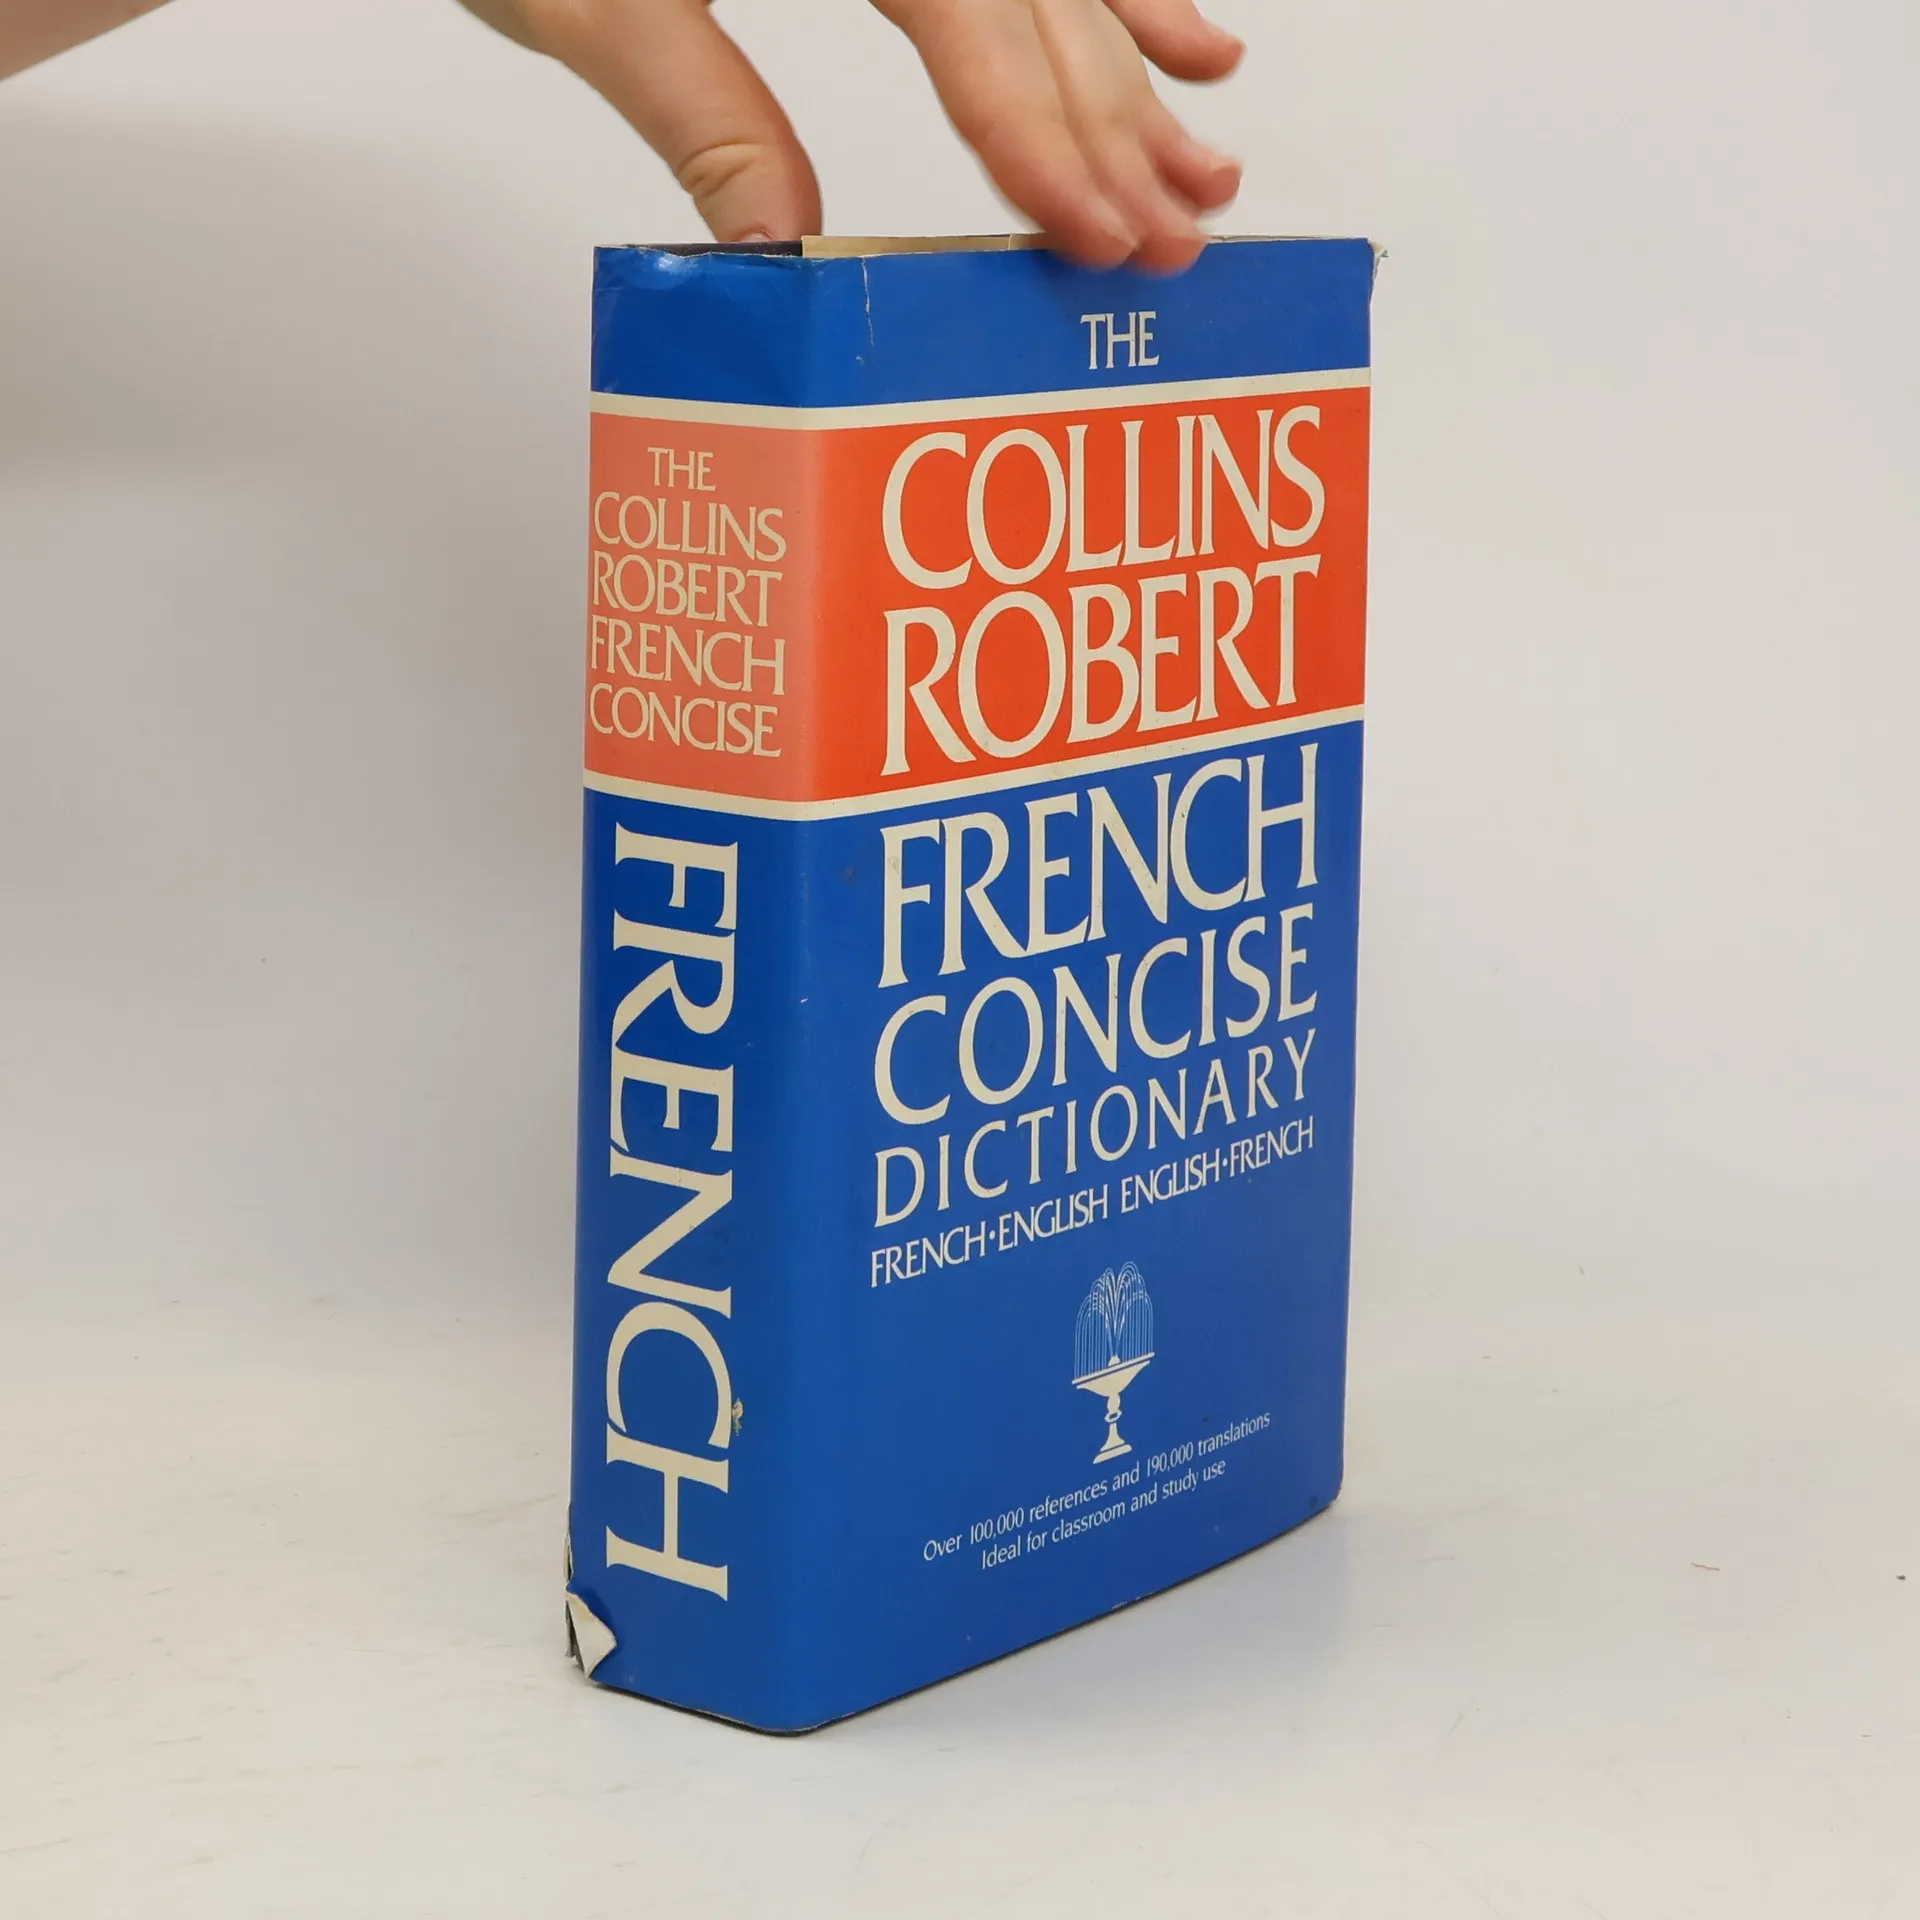 THE
COLLINS
ROBERT
FRENCH
CONCISE
FRENCH
THE
COLLINS
ROBERT
FRENCH
CONCISE
DICTIONARY
FRENCH·ENGLISH ENGLISH·FRENCH
Over 100,000 references and 190,000 translations
Ideal for classroom and study use